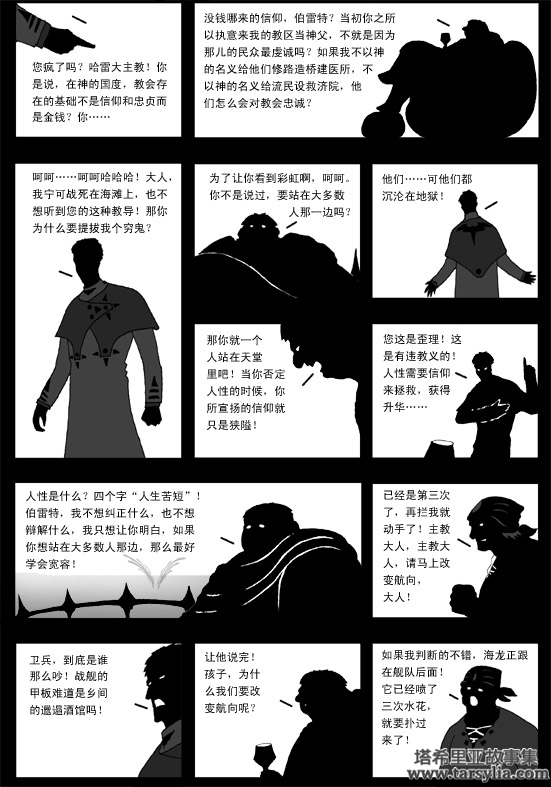 您疯了吗？哈雷大主教！你
是说，在神的国度，教会存
在的基础不是信仰和忠贞而
是金钱？你……
没钱哪来的信仰，伯雷特？当初你之所
以执意来我的教区当神父，不就是因为
那儿的民众最虔诚吗？如果我不以神
的名义给他们修路造桥建医所，不
以神的名义给流民设救济院，他
们怎么会对教会忠诚？
呵呵……呵呵哈哈哈！大人，
我宁可战死在海滩上，也不
想听到您的这种教导！那你
为什么要提拔我个穷鬼？
为了让你看到彩虹啊，呵呵。
你不是说过，要站在大多数
人那一边吗？
他们……可他们都
沉沦在地狱！
那你就一个
人站在天堂
里吧！当你否定
人性的时候，你
所宣扬的信仰就
只是狭隘！
您这是歪理！这
是有违教义的！
人性需要信仰
来拯救，获得
升华……
人性是什么？四个字“人生苦短”！
伯雷特，我不想纠正什么，也不想
辩解什么，我只想让你明白，如果
你想站在大多数人那边，那么最好
学会宽容！
已经是第三次
了，再拦我就
动手了！主教
大人，主教大
人，请马上改
变航向，
大人！
卫兵，到底是谁
那么吵！战舰的
甲板难道是乡间
的邋遢酒馆吗！
让他说完！
孩子，为什
么我们要改
变航向呢？
如果我判断的不错，海龙正跟
在舰队后面！
它已经喷了
三次水花，
就要扑过
来了！
塔希里亚故事集
www.tarsylia.com